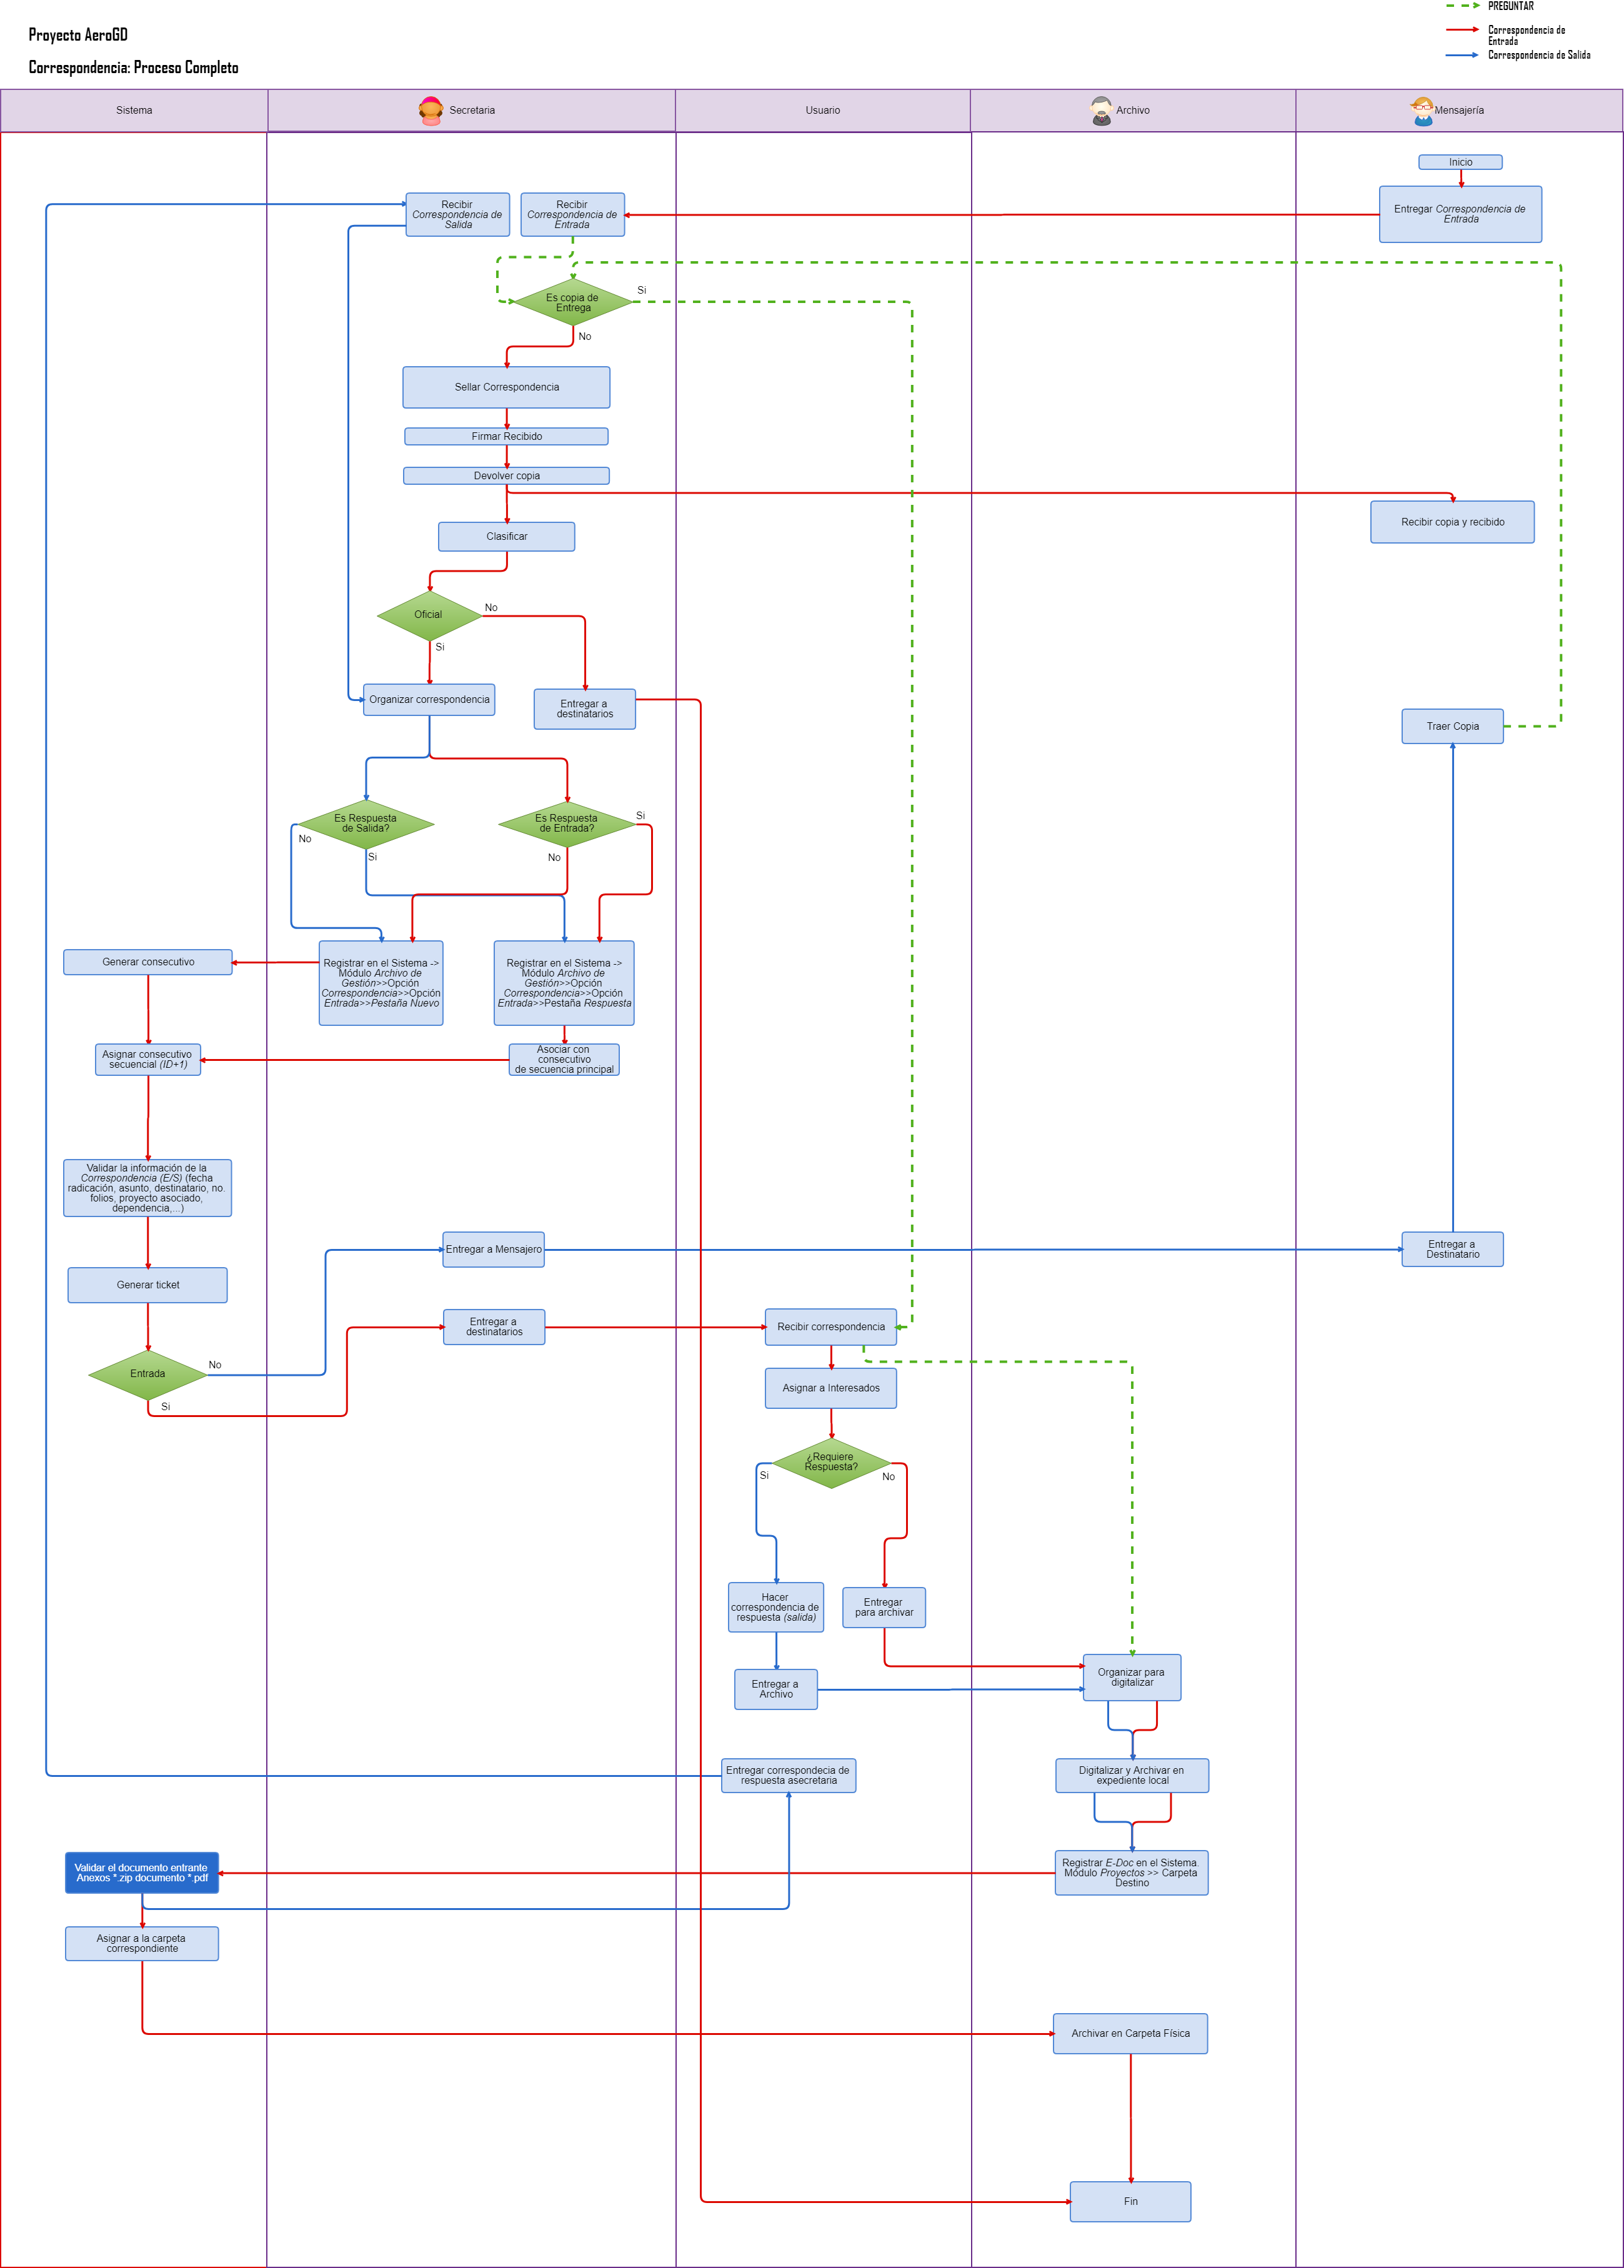 PREGUNTAR
Correspondencia de
Entrada
Correspondencia de Salida
Proyecto AeroGD
Correspondencia: Proceso Completo
Sistema
Secretaria
Usuario
Archivo
Mensajería
Inicio
Entregar Correspondencia de
Entrada
Recibir
Correspondencia de
Salida
Recibir
Correspondencia de
Entrada
Es copia de
Entrega
Si
No
Sellar Correspondencia
Firmar Recibido
Devolver copia
Recibir copia y recibido
Clasificar
Oficial
No
Si
Organizar correspondencia
Entregar a
destinatarios
Traer Copia
Es Respuesta
de Salida?
No
Si
Es Respuesta
de Entrada?
Si
No
Generar consecutivo
Registrar en el Sistema ->
Módulo Archivo de
Gestión>>Opción
Correspondencia>>Opción
Entrada>>Pestaña Nuevo
Registrar en el Sistema ->
Módulo Archivo de
Gestión>>Opción
Correspondencia>>Opción
Entrada>>Pestaña Respuesta
Asignar consecutivo
secuencial (ID+1)
Asociar con
consecutivo
de secuencia principal
Validar la información de la
Correspondencia (E/S) (fecha
radicación, asunto, destinatario, no.
folios, proyecto asociado,
dependencia,...)
Entregar a Mensajero
Entregar a
Destinatario
Generar ticket
Entregar a
destinatarios
Recibir correspondencia
Entrada
No
Si
Asignar a Interesados
¿Requiere
Respuesta?
Si
No
Hacer
correspondencia de
respuesta (salida)
Entregar
para archivar
Entregar a
Archivo
Organizar para
digitalizar
Entregar correspondecia de
respuesta asecretaria
Digitalizar y Archivar en
expediente local
Validar el documento entrante
Anexos *.zip documento *.pdf
Registrar E-Doc en el Sistema.
Módulo Proyectos >> Carpeta
Destino
Asignar a la carpeta
correspondiente
Archivar en Carpeta Física
Fin